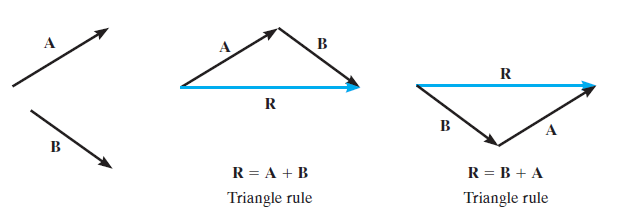 A
B
A
B
R
R = A + B
Triangle rule
R
B
A
R = B + A
Triangle rule